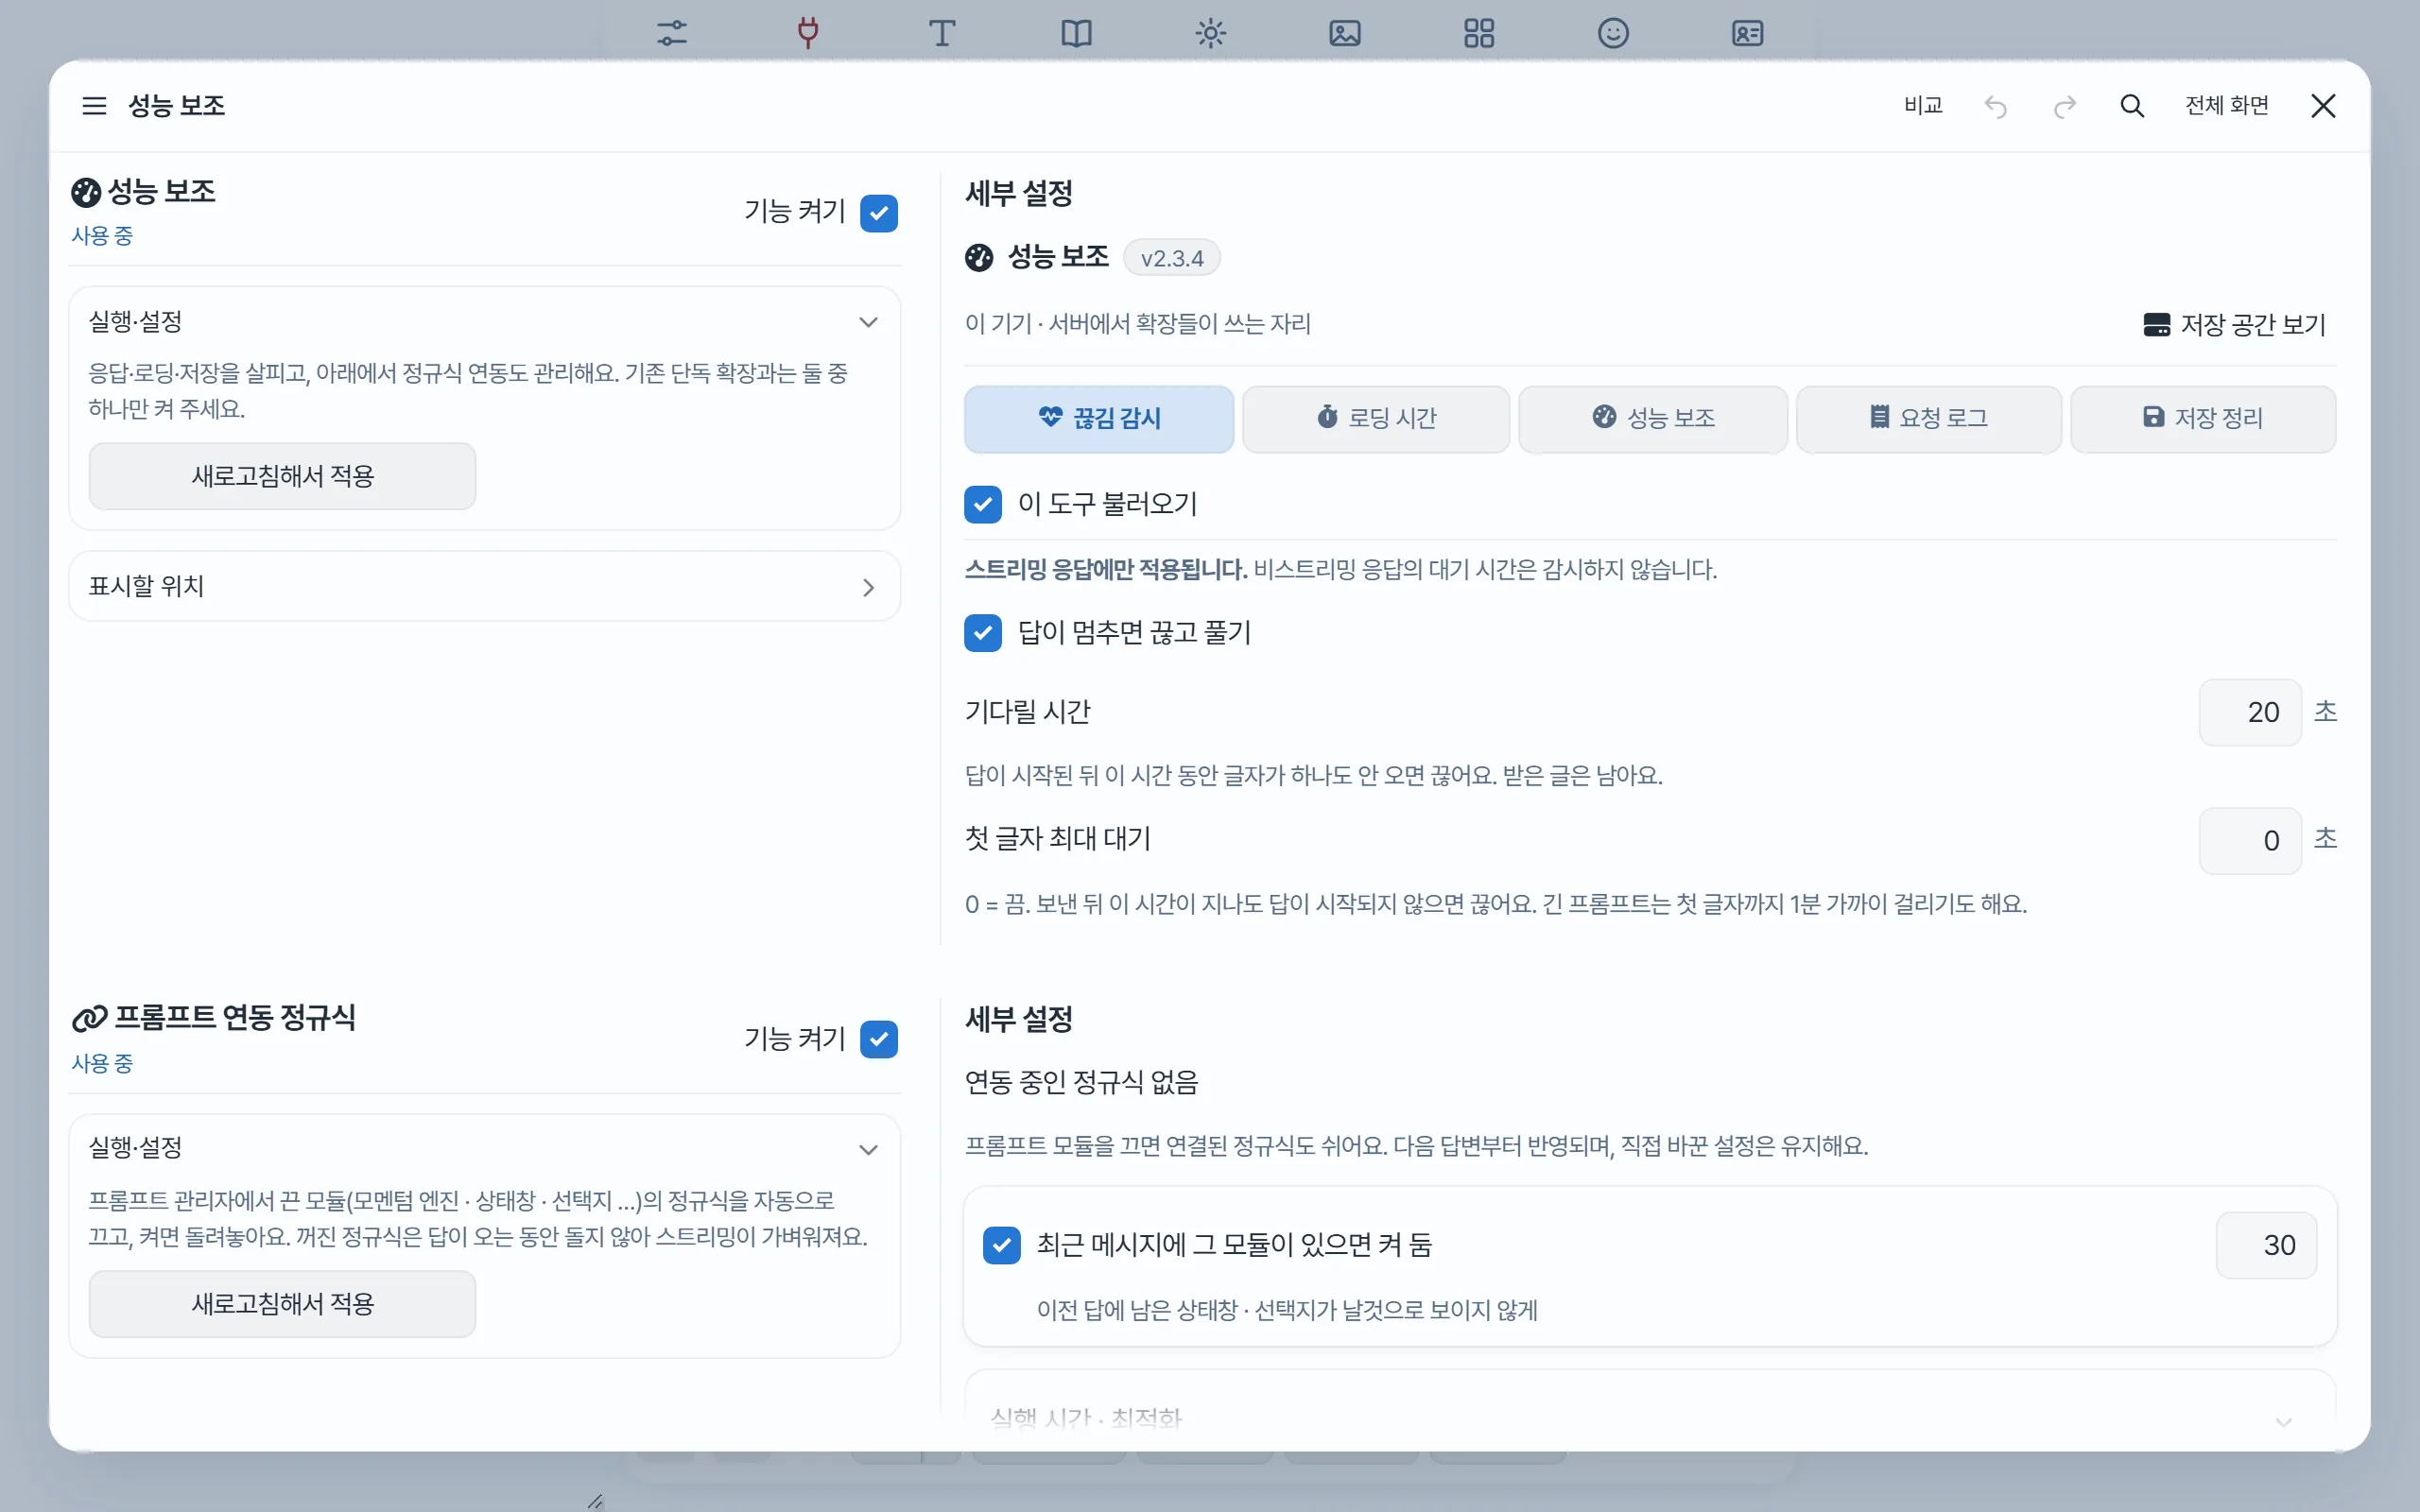 성능 보조
비교
전체 화면
성능 보조
사용 중
기능 켜기
실행·설정
응답·로딩·저장을 살피고, 아래에서 정규식 연동도 관리해요. 기존 단독 확장과는 둘 중
하나만 켜 주세요.
새로고침해서 적용
표시할 위치
세부 설정
성능 보조 v2.3.4
이 기기 · 서버에서 확장들이 쓰는 자리
저장 공간 보기
끊김 감시
로딩 시간
성능 보조
요청 로그
저장 정리
이 도구 불러오기
스트리밍 응답에만 적용됩니다. 비스트리밍 응답의 대기 시간은 감시하지 않습니다.
답이 멈추면 끊고 풀기
기다릴 시간
20 초
답이 시작된 뒤 이 시간 동안 글자가 하나도 안 오면 끊어요. 받은 글은 남아요.
첫 글자 최대 대기
0 초
0 = 끔. 보낸 뒤 이 시간이 지나도 답이 시작되지 않으면 끊어요. 긴 프롬프트는 첫 글자까지 1분 가까이 걸리기도 해요.
프롬프트 연동 정규식
사용 중
기능 켜기
실행·설정
프롬프트 관리자에서 끈 모듈(모멘텀 엔진 · 상태창 · 선택지 ...)의 정규식을 자동으로
끄고, 켜면 돌려놓아요. 꺼진 정규식은 답이 오는 동안 돌지 않아 스트리밍이 가벼워져요.
새로고침해서 적용
세부 설정
연동 중인 정규식 없음
프롬프트 모듈을 끄면 연결된 정규식도 쉬어요. 다음 답변부터 반영되며, 직접 바꾼 설정은 유지해요.
최근 메시지에 그 모듈이 있으면 켜 둠
30
이전 답에 남은 상태창 · 선택지가 날것으로 보이지 않게
실행 시간 · 최적화